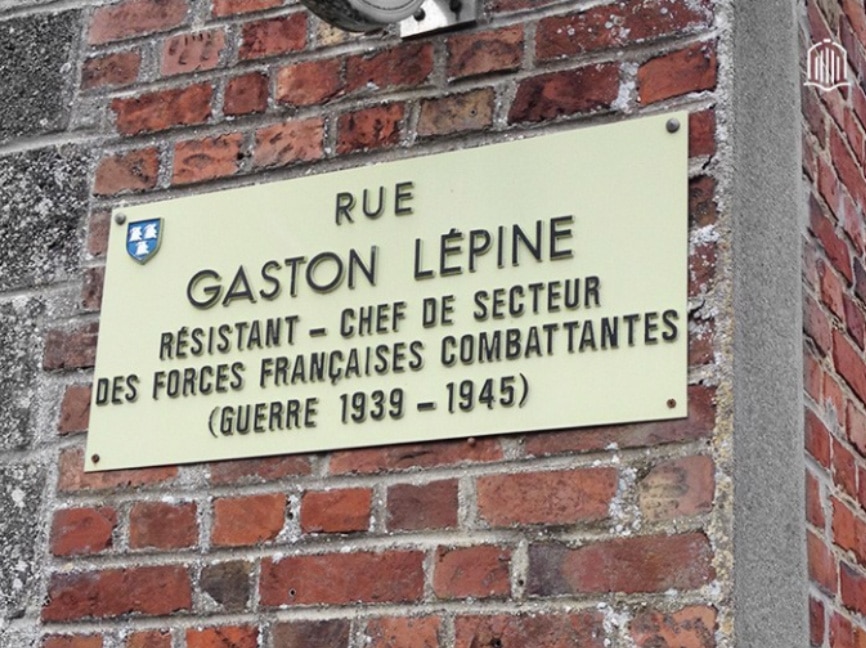 RUE
GASTON LÉPINE
RÉSISTANT – CHEF DE SECTEUR
DES FORCES FRANÇAISES COMBATTANTES
(GUERRE 1939 – 1945)